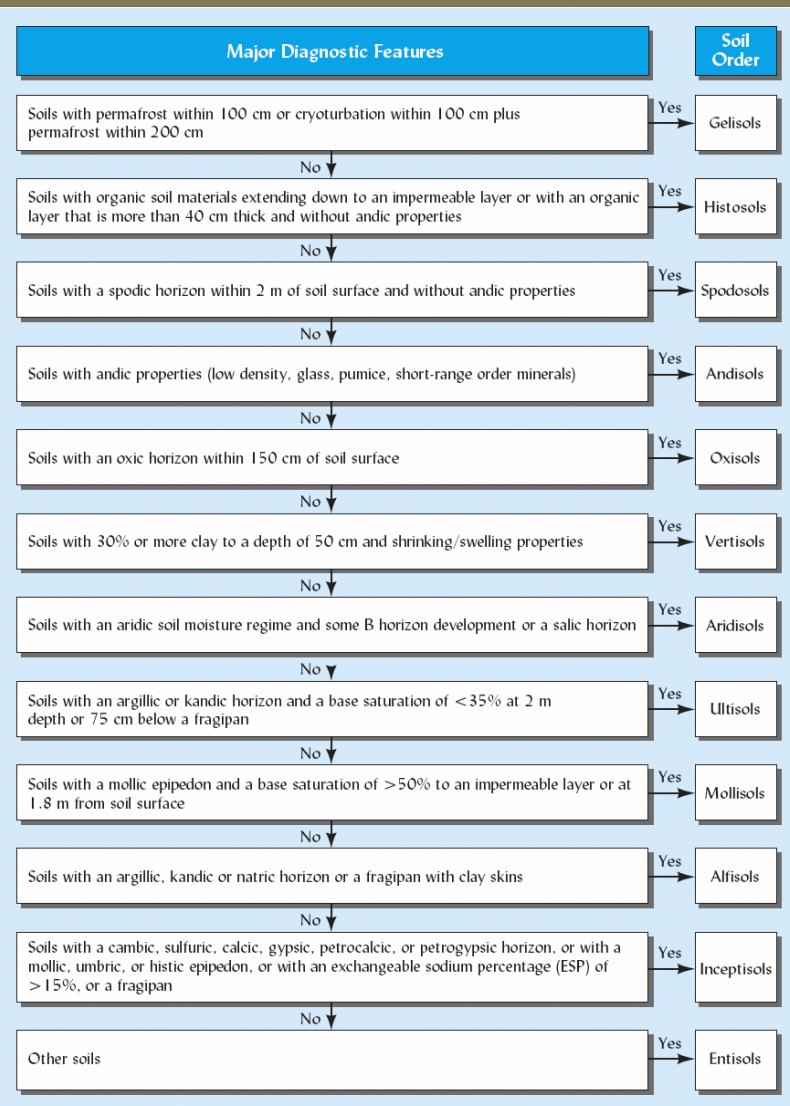 Major Diagnostic Features
Soil
Order
Soils with permafrost within 100 cm or cryoturbation within 100 cm plus
permafrost within 200 cm
Yes
Gelisols
No
Soils with organic soil materials extending down to an impermeable layer or with an organic
layer that is more than 40 cm thick and without andic properties
Yes
Histosols
No
Soils with a spodic horizon within 2 m of soil surface and without andic properties
Yes
Spodosols
No
Soils with andic properties (low density, glass, pumice, short-range order minerals)
Yes
Andisols
No
Soils with an oxic horizon within 150 cm of soil surface
Yes
Oxisols
No
Soils with 30% or more clay to a depth of 50 cm and shrinking/swelling properties
Yes
Vertisols
No
Soils with an aridic soil moisture regime and some B horizon development or a salic horizon
Yes
Aridisols
No
Soils with an argillic or kandic horizon and a base saturation of <35% at 2 m
depth or 75 cm below a fragipan
Yes
Ultisols
No
Soils with a mollic epipedon and a base saturation of >50% to an impermeable layer or at
1.8 m from soil surface
Yes
Mollisols
No
Soils with an argillic, kandic or natric horizon or a fragipan with clay skins
Yes
Alfisols
No
Soils with a cambic, sulfuric, calcic, gypsic, petrocalcic, or petrogypsic horizon, or with a
mollic, umbric, or histic epipedon, or with an exchangeable sodium percentage (ESP) of
>15%, or a fragipan
Yes
Inceptisols
No
Other soils
Yes
Entisols